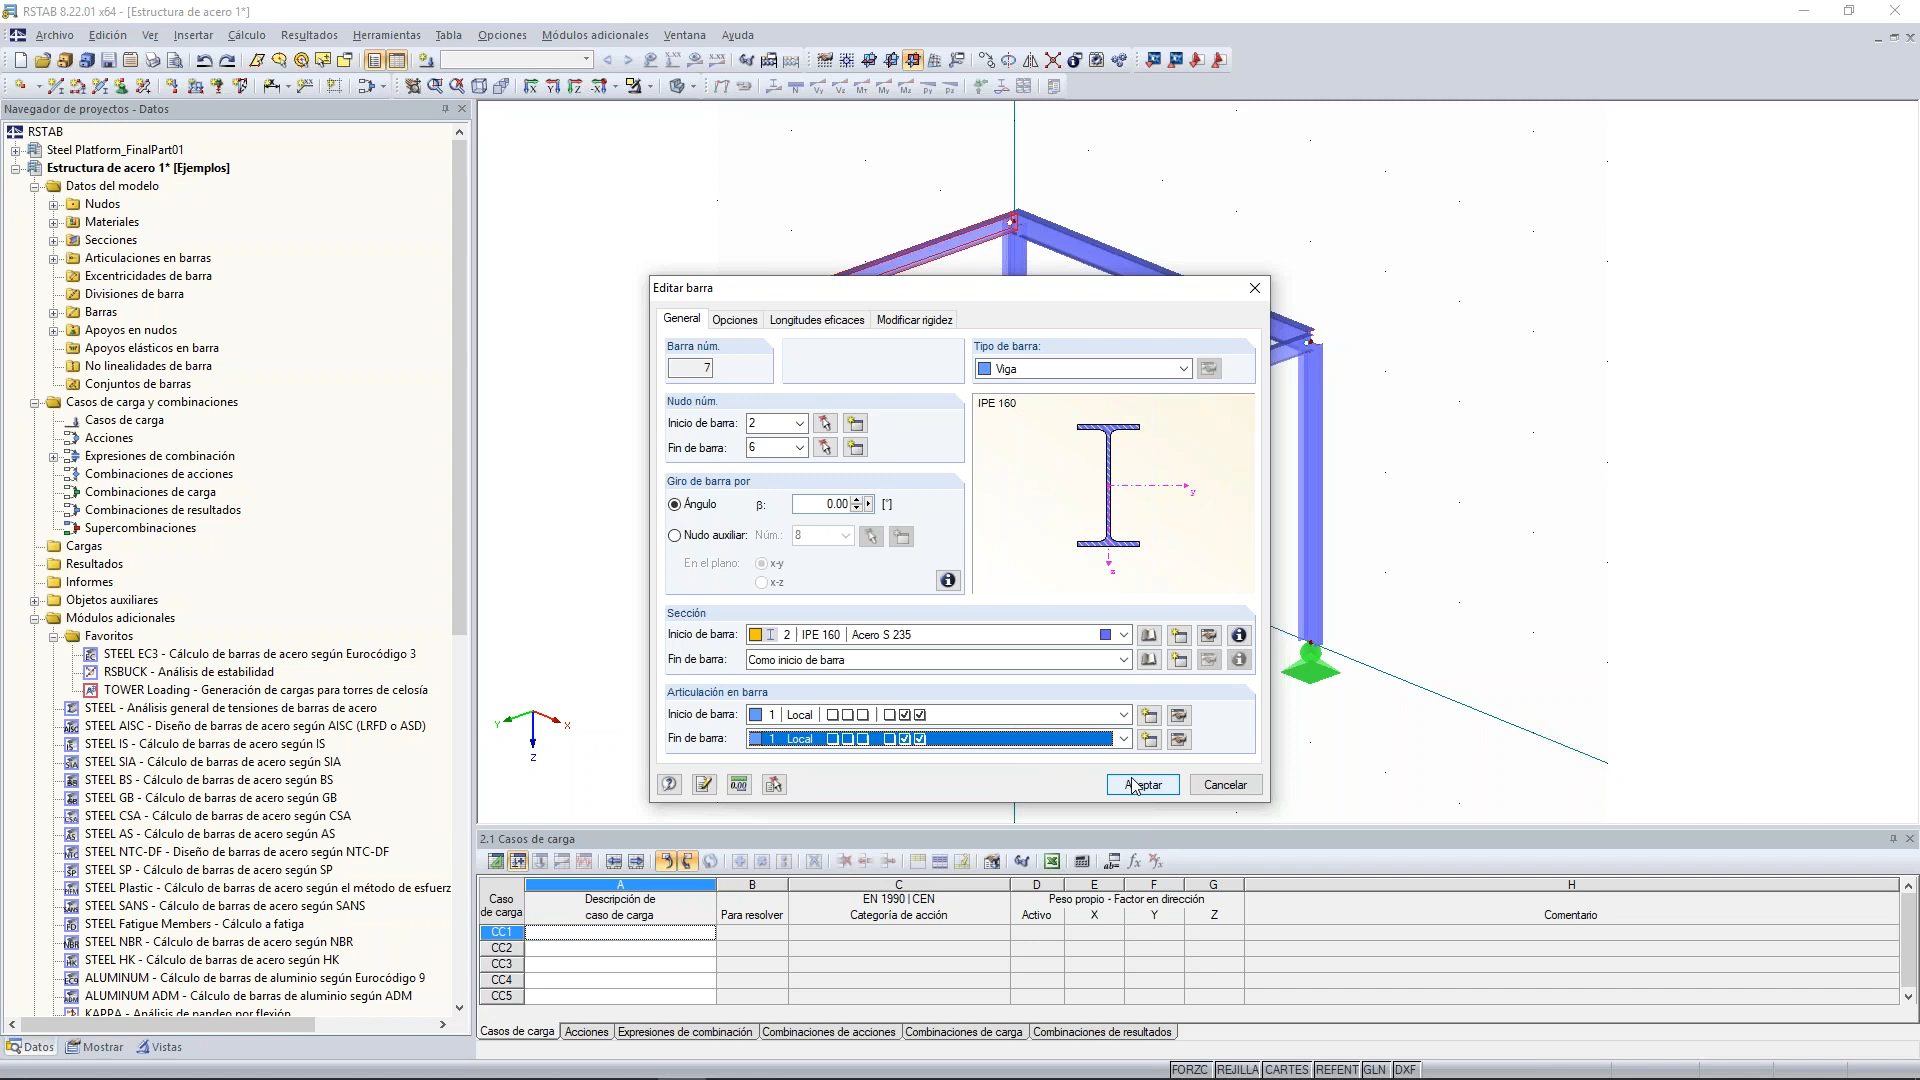 RSTAB 8.22.01 x64 - [Estructura de acero 1*]
Archivo Edición Ver Insertar Cálculo Resultados Herramientas Tabla Opciones Módulos adicionales Ventana Ayuda
Navegador de proyectos - Datos
RSTAB
Steel Platform_FinalPart01
Estructura de acero 1* [Ejemplos]
Datos del modelo
Nudos
Materiales
Secciones
Articulaciones en barras
Excentricidades de barra
Divisiones de barra
Barras
Apoyos en nudos
Apoyos elásticos en barra
No linealidades de barra
Conjuntos de barras
Casos de carga y combinaciones
Casos de carga
Acciones
Expresiones de combinación
Combinaciones de acciones
Combinaciones de carga
Combinaciones de resultados
Supercombinaciones
Cargas
Resultados
Informes
Objetos auxiliares
Módulos adicionales
Favoritos
STEEL EC3 - Cálculo de barras de acero según Eurocódigo 3
RSBUCK - Análisis de estabilidad
TOWER Loading - Generación de cargas para torres de celosía
STEEL - Análisis general de tensiones de barras de acero
STEEL AISC - Diseño de barras de acero según AISC (LRFD o ASD)
STEEL IS - Cálculo de barras de acero según IS
STEEL SIA - Cálculo de barras de acero según SIA
STEEL BS - Cálculo de barras de acero según BS
STEEL GB - Cálculo de barras de acero según GB
STEEL CSA - Cálculo de barras de acero según CSA
STEEL AS - Cálculo de barras de acero según AS
STEEL NTC-DF - Diseño de barras de acero según NTC-DF
STEEL SP - Cálculo de barras de acero según SP
STEEL Plastic - Cálculo de barras de acero según el método de esfuerz
STEEL SANS - Cálculo de barras de acero según SANS
STEEL Fatigue Members - Cálculo a fatiga
STEEL NBR - Cálculo de barras de acero según NBR
STEEL HK - Cálculo de barras de acero según HK
ALUMINUM - Cálculo de barras de aluminio según Eurocódigo 9
ALUMINUM ADM - Cálculo de barras de aluminio según ADM
KAPPA - Análisis de pandeo por flexión
Datos Mostrar Vistas
Y X
Z
Editar barra
General Opciones Longitudes eficaces Modificar rigidez
Barra núm. Tipo de barra:
7 Viga
Nudo núm. IPE 160
Inicio de barra: 2
Fin de barra: 6
Giro de barra por
Ángulo β: 0.00 [°]
Nudo auxiliar: Núm.: 8
En el plano: x-y
x-z
y
z
Sección
Inicio de barra: 2 IPE 160 Acero S 235
Fin de barra: Como inicio de barra
Articulación en barra
Inicio de barra: 1 Local
Fin de barra: 1 Local
Aceptar Cancelar
2.1 Casos de carga
A B C D E F G H
Caso de carga Descripción de caso de carga Para resolver EN 1990 | CEN Categoría de acción Peso propio - Factor en dirección Activo X Y Z Comentario
CC1
CC2
CC3
CC4
CC5
Casos de carga Acciones Expresiones de combinación Combinaciones de acciones Combinaciones de carga Combinaciones de resultados
FORZC REJILLA CARTES REFENT GLN DXF